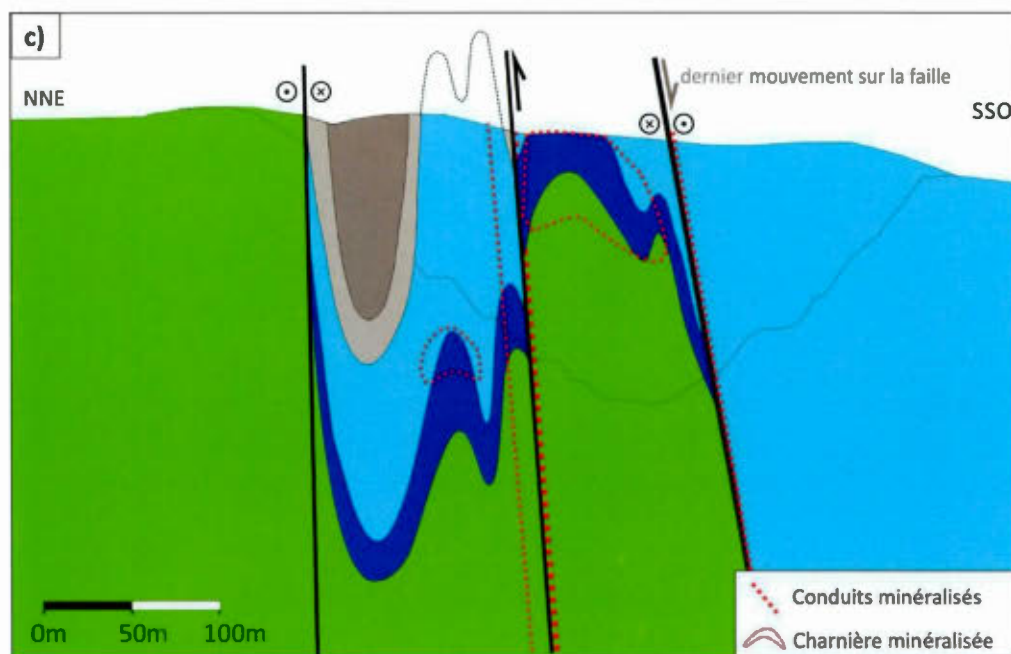 c)
NNE
dernier mouvement sur la faille
SSO
0m 50m 100m
Conduits minéralisés
Charnière minéralisée